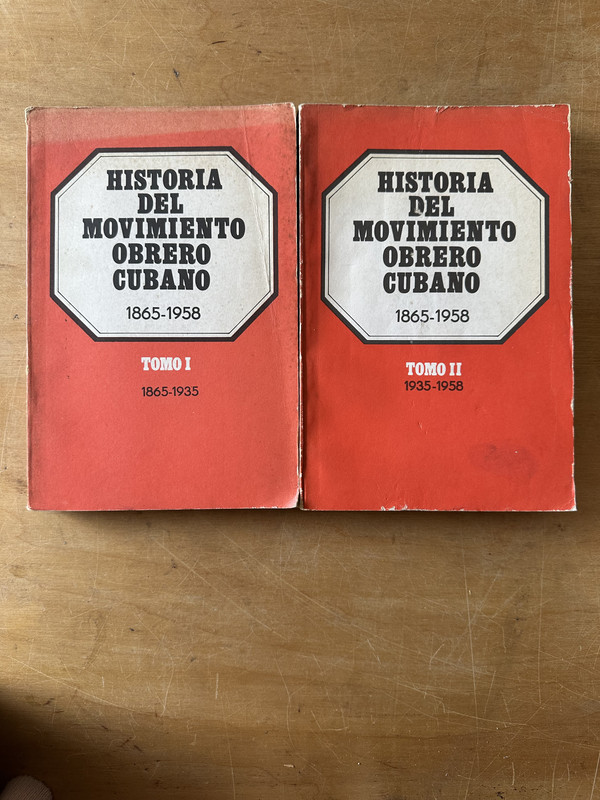 HISTORIA
DEL
MOVIMIENTO
OBRERO
CUBANO
1865-1958
TOMO I
1865-1935
HISTORIA
DEL
MOVIMIENTO
OBRERO
CUBANO
1865-1958
TOMO II
1935-1958